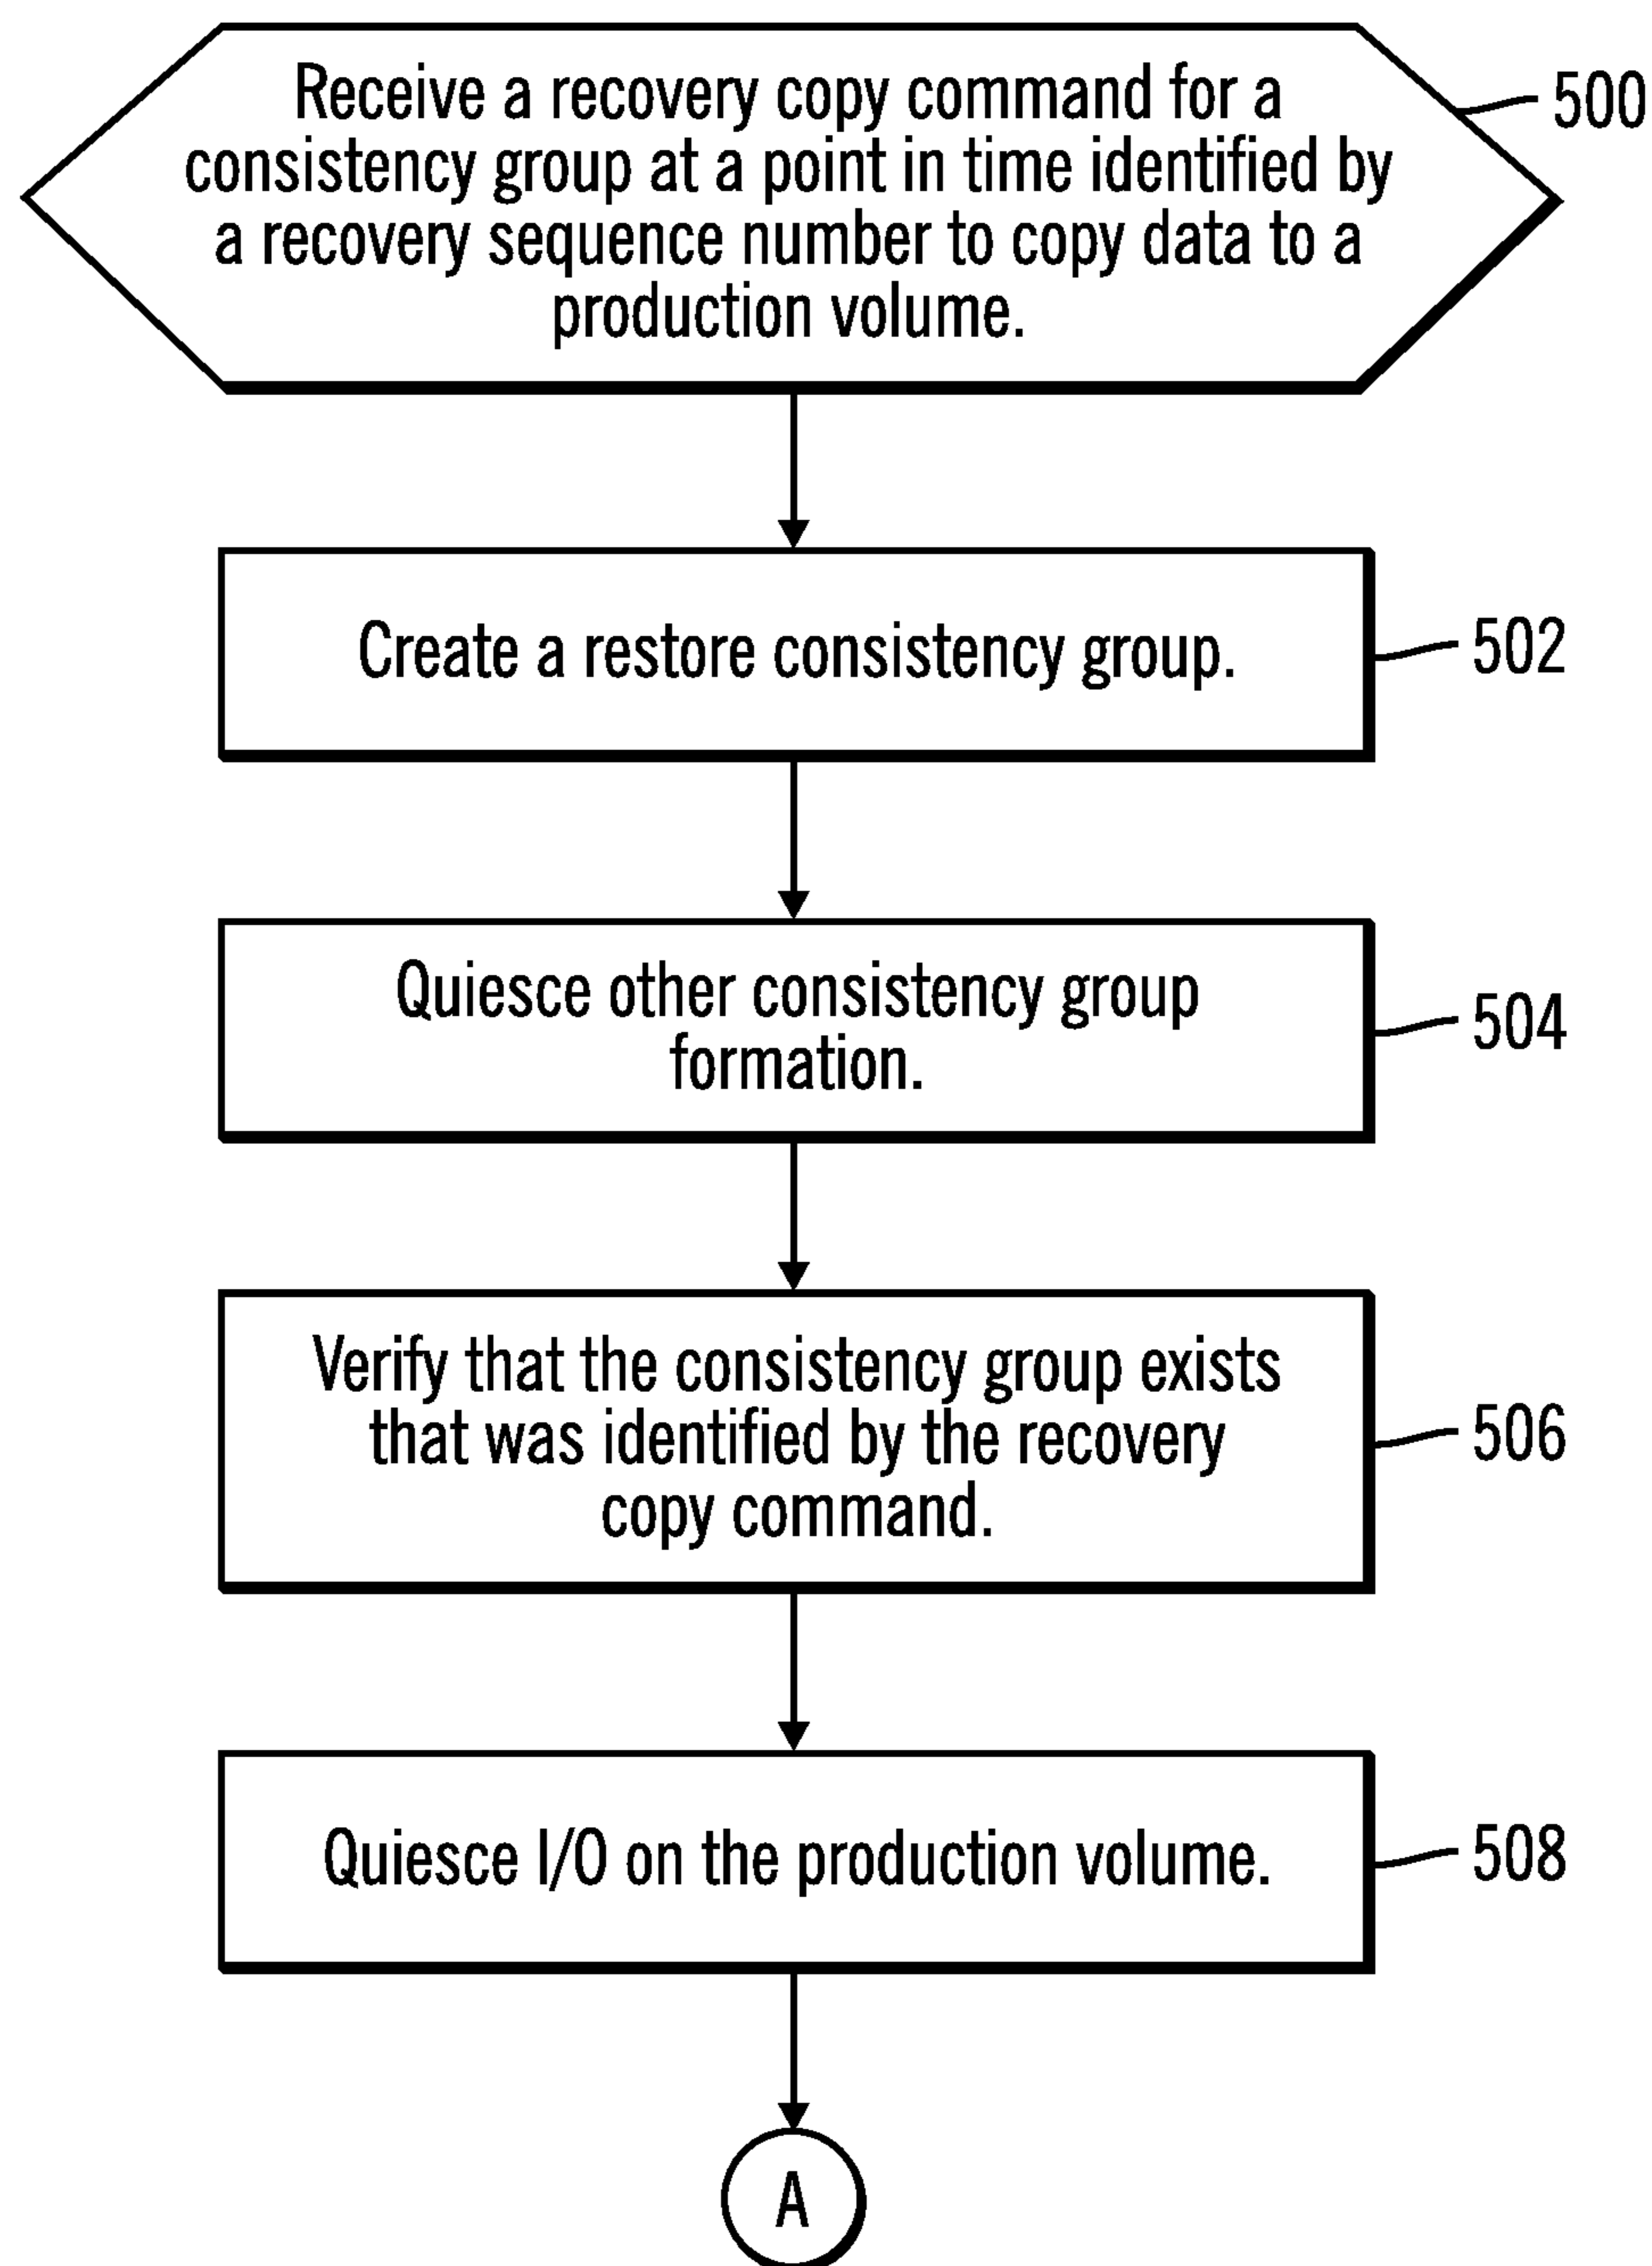 Receive a recovery copy command for a
consistency group at a point in time identified by
a recovery sequence number to copy data to a
production volume.
500
Create a restore consistency group.
502
Quiesce other consistency group
formation.
504
Verify that the consistency group exists
that was identified by the recovery
copy command.
506
Quiesce I/O on the production volume.
508
A